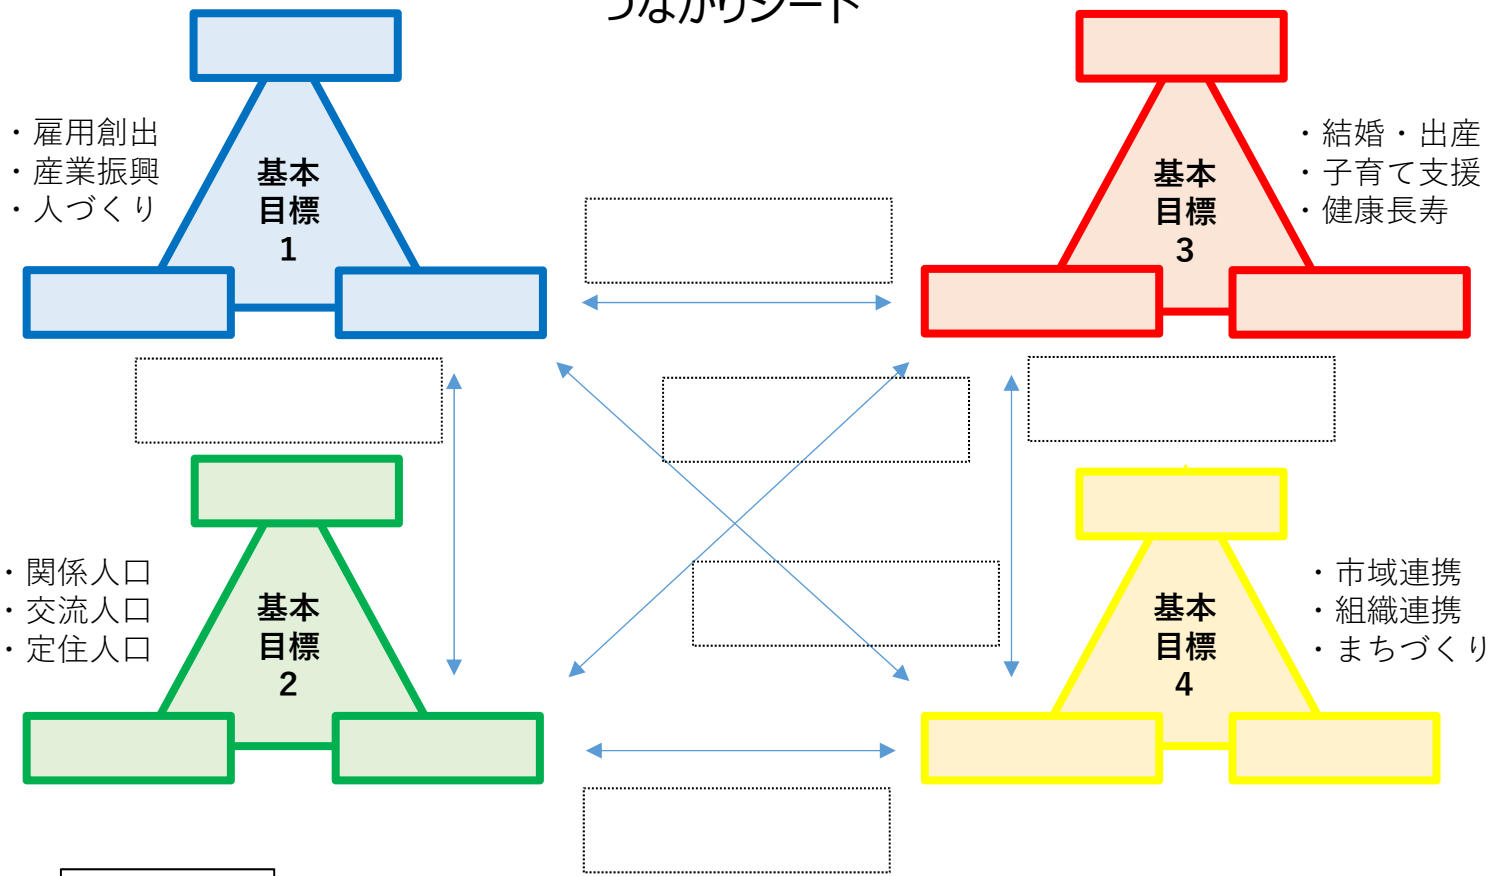 つながりシート
・雇用創出
・産業振興
・人づくり
基本
目標
1
基本
目標
3
・結婚・出産
・子育て支援
・健康長寿
・関係人口
・交流人口
・定住人口
基本
目標
2
基本
目標
4
・市域連携
・組織連携
・まちづくり